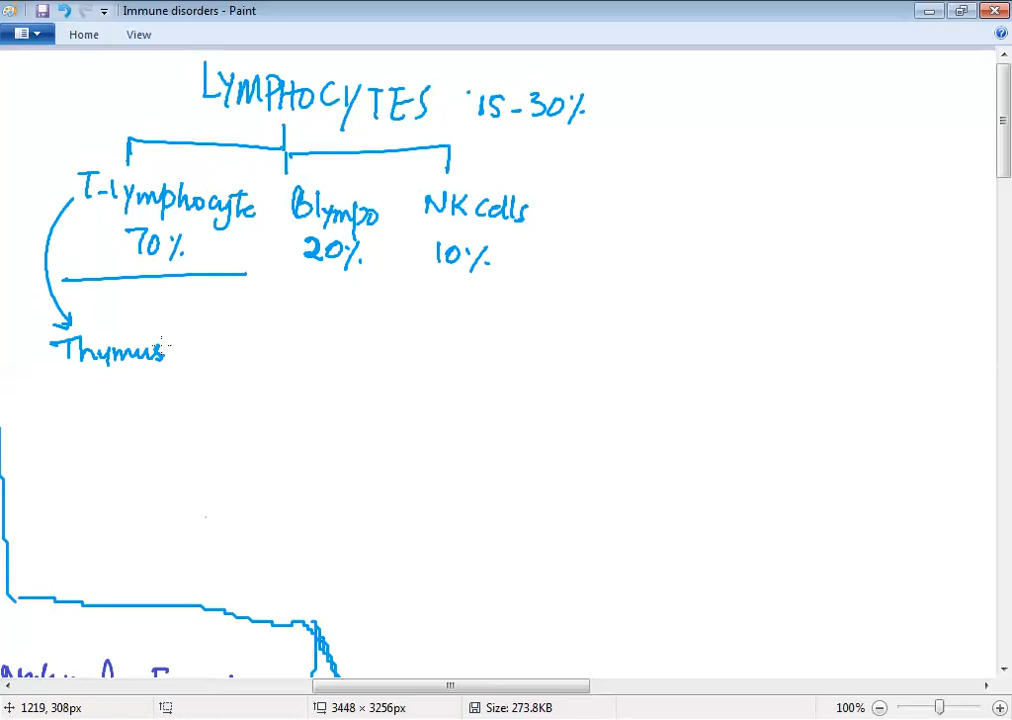 Immune disorders - Paint
Home View
LYMPHOCYTES 15-30%
T-lymphocyte Blympo NK cells
70% 20% 10%
Thymus
1219, 308px 3448 × 3256px Size: 273.8KB 100%